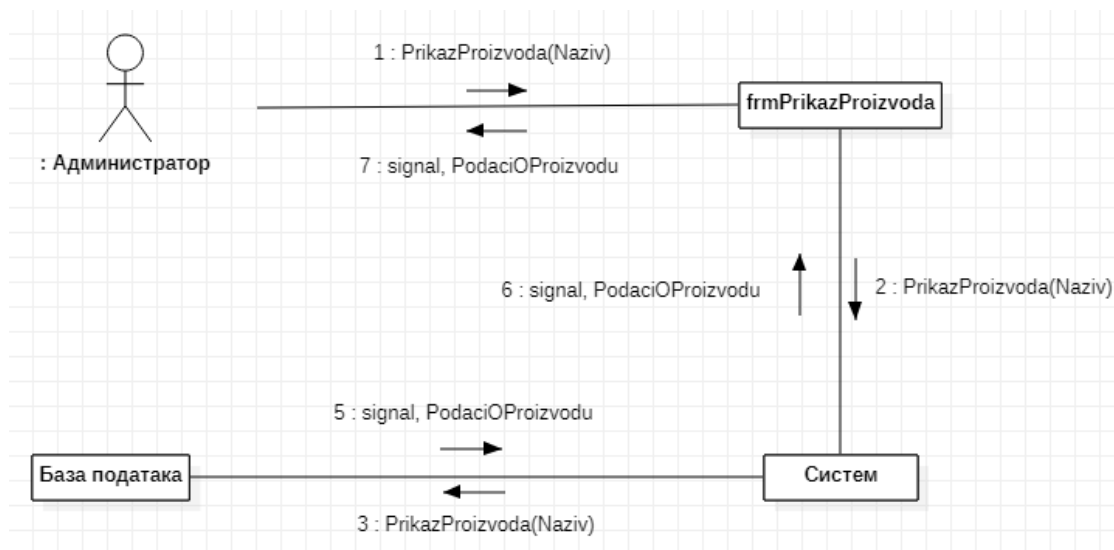 1 : PrikazProizvoda(Naziv)
frmPrikazProizvoda
: Администратор
7 : signal, PodaciOProizvodu
6 : signal, PodaciOProizvodu
2 : PrikazProizvoda(Naziv)
5 : signal, PodaciOProizvodu
База података
Систем
3 : PrikazProizvoda(Naziv)